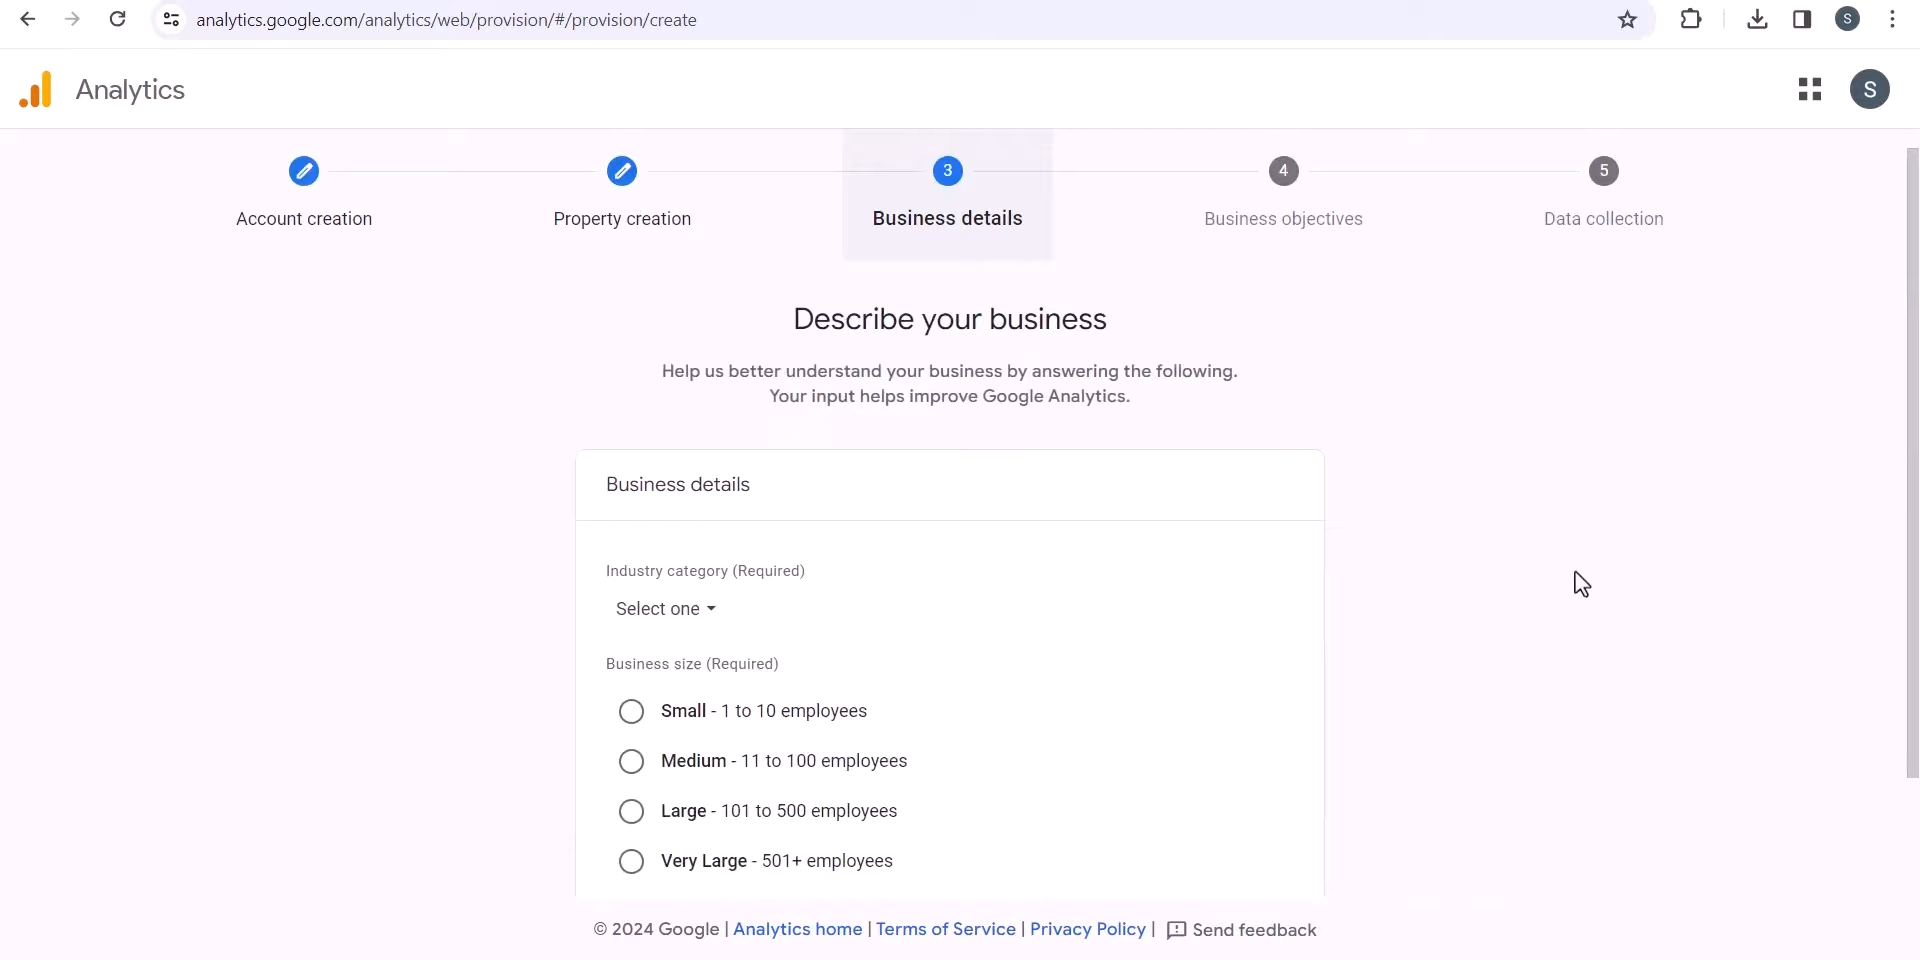 analytics.google.com/analytics/web/provision/#/provision/create
S
Analytics
S
3
4
5
Account creation
Property creation
Business details
Business objectives
Data collection
Describe your business
Help us better understand your business by answering the following.
Your input helps improve Google Analytics.
Business details
Industry category (Required)
Select one
Business size (Required)
Small - 1 to 10 employees
Medium - 11 to 100 employees
Large - 101 to 500 employees
Very Large - 501+ employees
© 2024 Google | Analytics home | Terms of Service | Privacy Policy | Send feedback